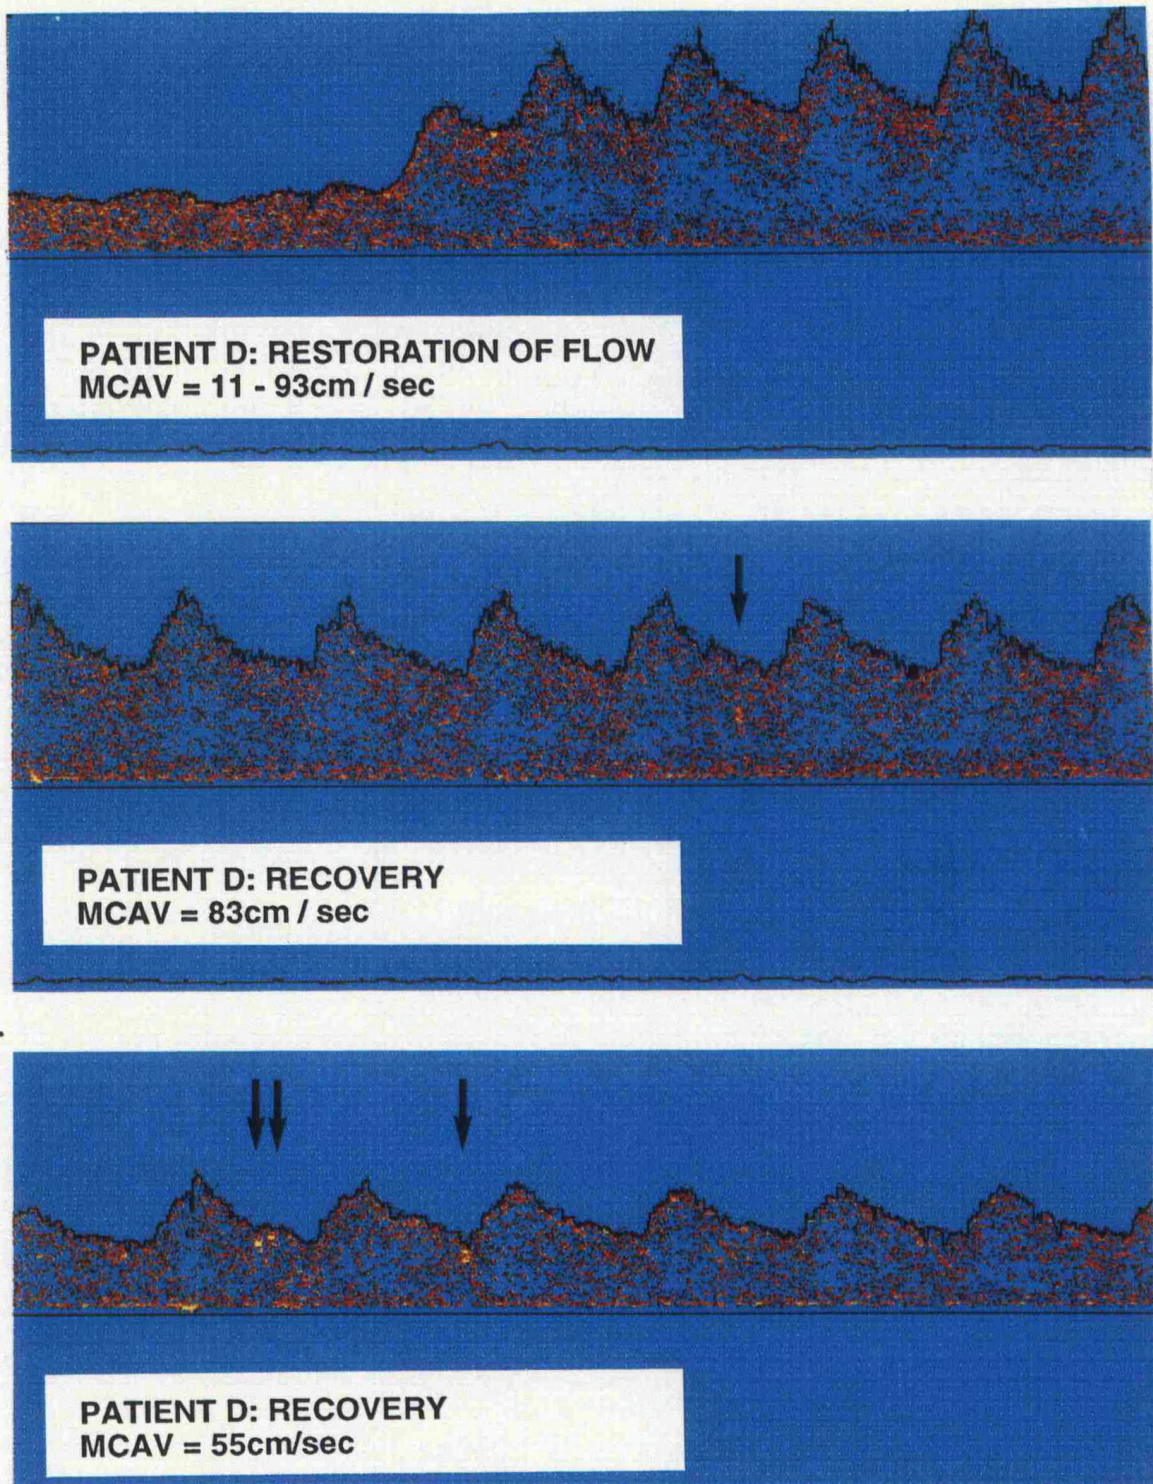 PATIENT D: RESTORATION OF FLOW
MCAV = 11 - 93cm / sec
PATIENT D: RECOVERY
MCAV = 83cm / sec
PATIENT D: RECOVERY
MCAV = 55cm/sec